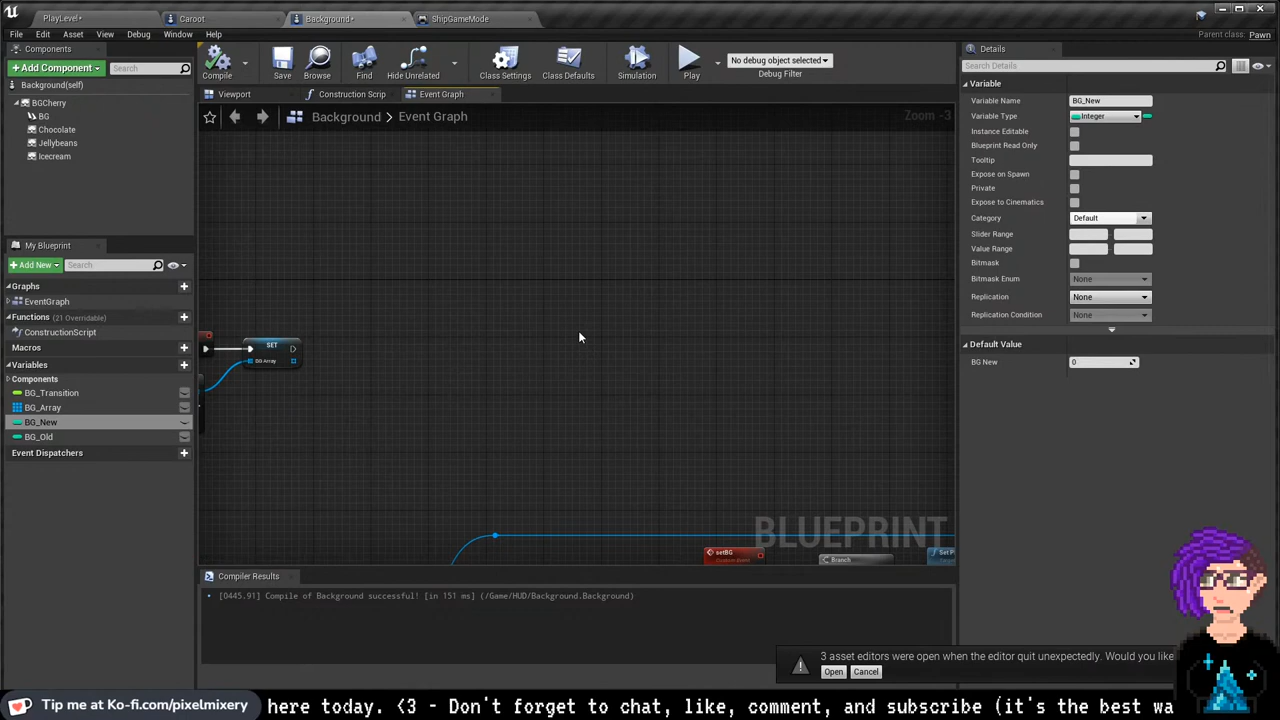 PlayLevel•
Caroot
Background•
ShipGameMode
File Edit Asset View Debug Window Help
Parent class: Pawn
Components
+ Add Component
Search
Background(self)
BGCherry
BG
Chocolate
Jellybeans
Icecream
Compile
Save
Browse
Find
Hide Unrelated
Class Settings
Class Defaults
Simulation
Play
No debug object selected
Debug Filter
Viewport
Construction Scrip
Event Graph
Background > Event Graph
Zoom -3
My Blueprint
+ Add New
Search
Graphs
EventGraph
Functions (21 Overridable)
ConstructionScript
Macros
Variables
Components
BG_Transition
BG_Array
BG_New
BG_Old
Event Dispatchers
SET
BG Array
setBG
Custom Event
Branch
Set P
Target
BLUEPRINT
Compiler Results
• [0445.91] Compile of Background successful! [in 151 ms] (/Game/HUD/Background.Background)
Details
Search Details
Variable
Variable Name BG_New
Variable Type Integer
Instance Editable
Blueprint Read Only
Tooltip
Expose on Spawn
Private
Expose to Cinematics
Category Default
Slider Range
Value Range
Bitmask
Bitmask Enum None
Replication None
Replication Condition None
Default Value
BG New 0
3 asset editors were open when the editor quit unexpectedly. Would you like
Open Cancel
Tip me at Ko-fi.com/pixelmixery
here today. <3 - Don't forget to chat, like, comment, and subscribe (it's the best wa